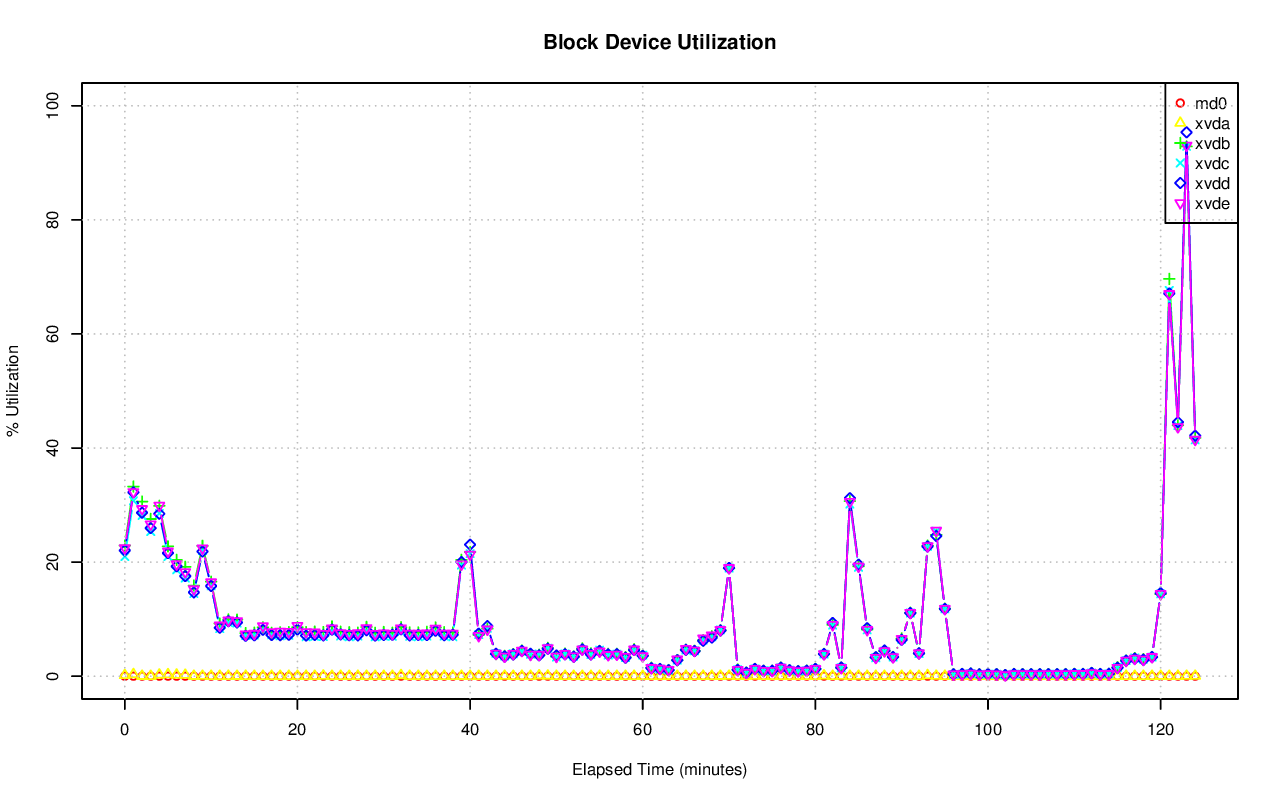 Block Device Utilization
% Utilization
100
80
60
40
20
0
md0
xvda
xvdb
xvdc
xvdd
xvde
0 20 40 60 80 100 120
Elapsed Time (minutes)